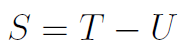 S = T − U